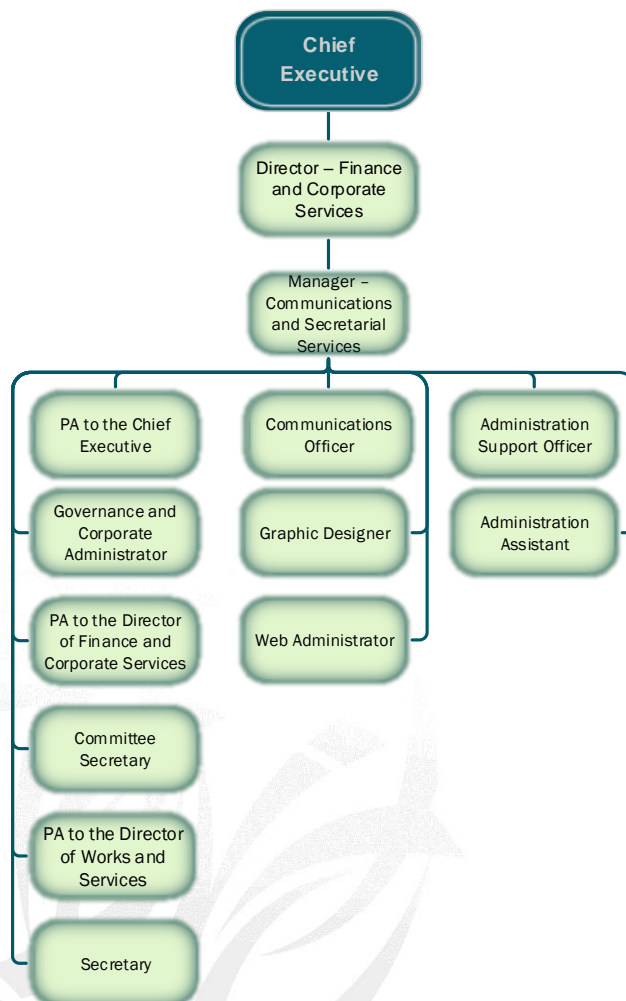 Chief
Executive
Director – Finance
and Corporate
Services
Manager –
Communications
and Secretarial
Services
PA to the Chief
Executive
Governance and
Corporate
Administrator
PA to the Director
of Finance and
Corporate Services
Committee
Secretary
PA to the Director
of Works and
Services
Secretary
Communications
Officer
Graphic Designer
Web Administrator
Administration
Support Officer
Administration
Assistant